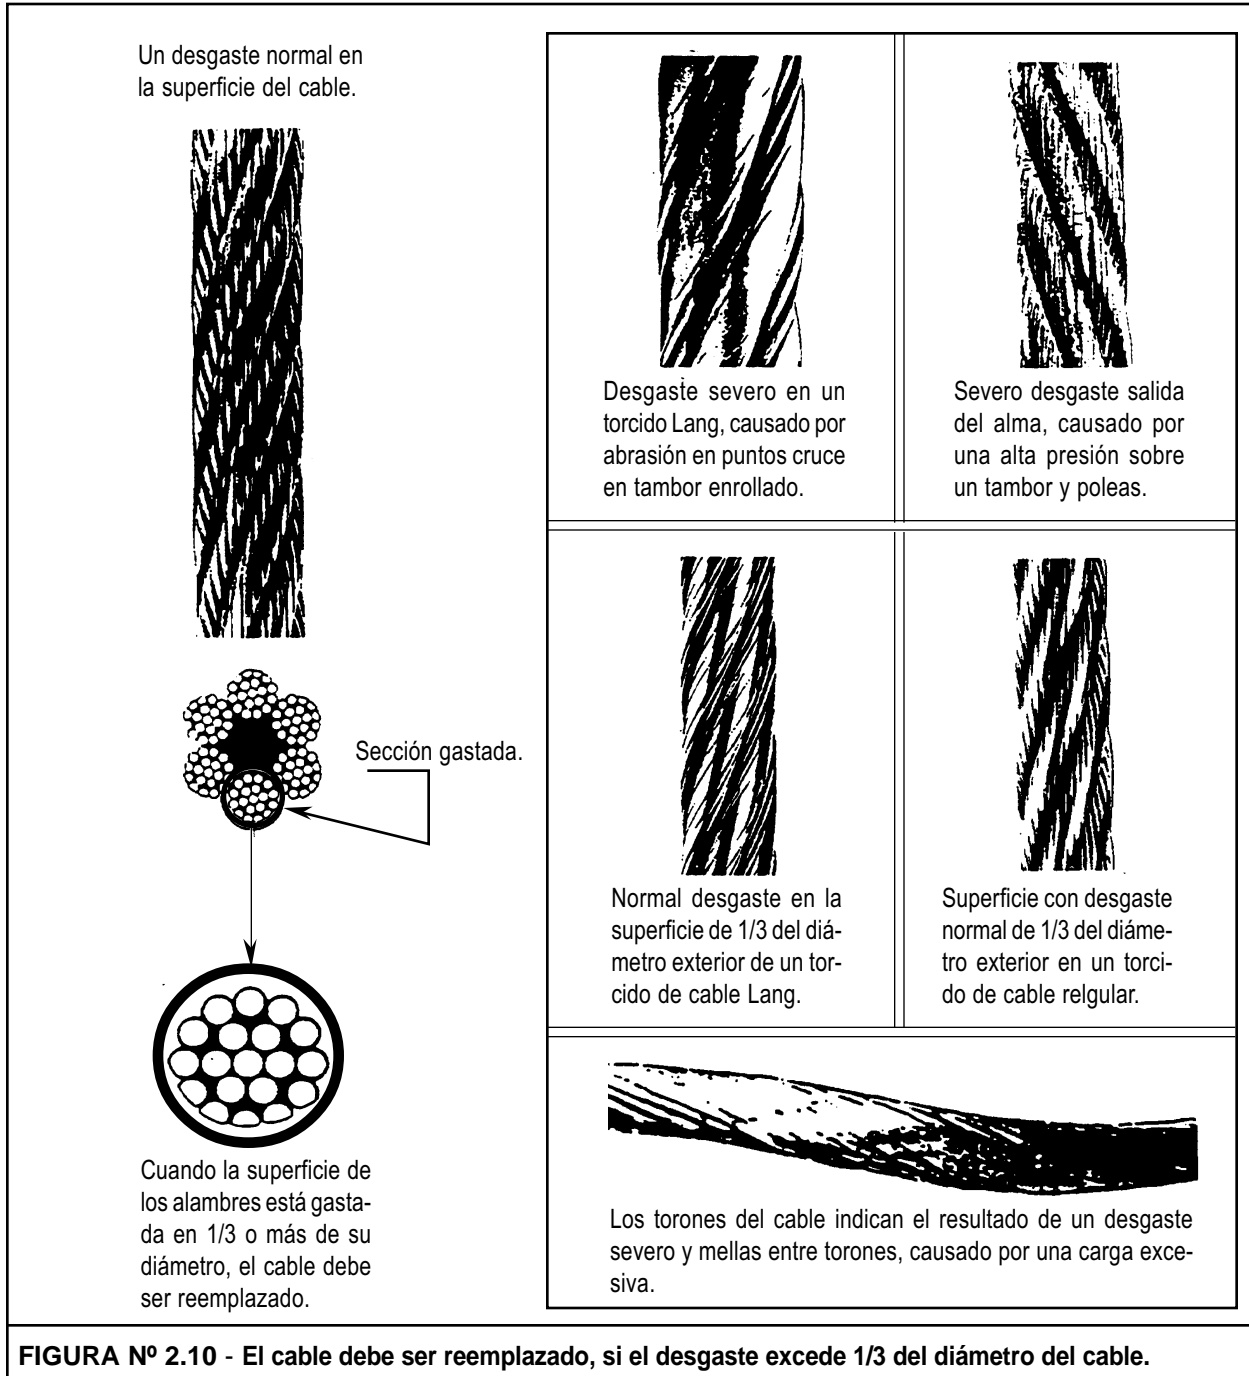 Un desgaste normal en
la superficie del cable.
Sección gastada.
Cuando la superficie de
los alambres está gasta-
da en 1/3 o más de su
diámetro, el cable debe
ser reemplazado.
Desgaste severo en un
torcido Lang, causado por
abrasión en puntos cruce
en tambor enrollado.
Severo desgaste salida
del alma, causado por
una alta presión sobre
un tambor y poleas.
Normal desgaste en la
superficie de 1/3 del diá-
metro exterior de un tor-
cido de cable Lang.
Superficie con desgaste
normal de 1/3 del diáme-
tro exterior en un torci-
do de cable relgular.
Los torones del cable indican el resultado de un desgaste
severo y mellas entre torones, causado por una carga exce-
siva.
FIGURA Nº 2.10 - El cable debe ser reemplazado, si el desgaste excede 1/3 del diámetro del cable.